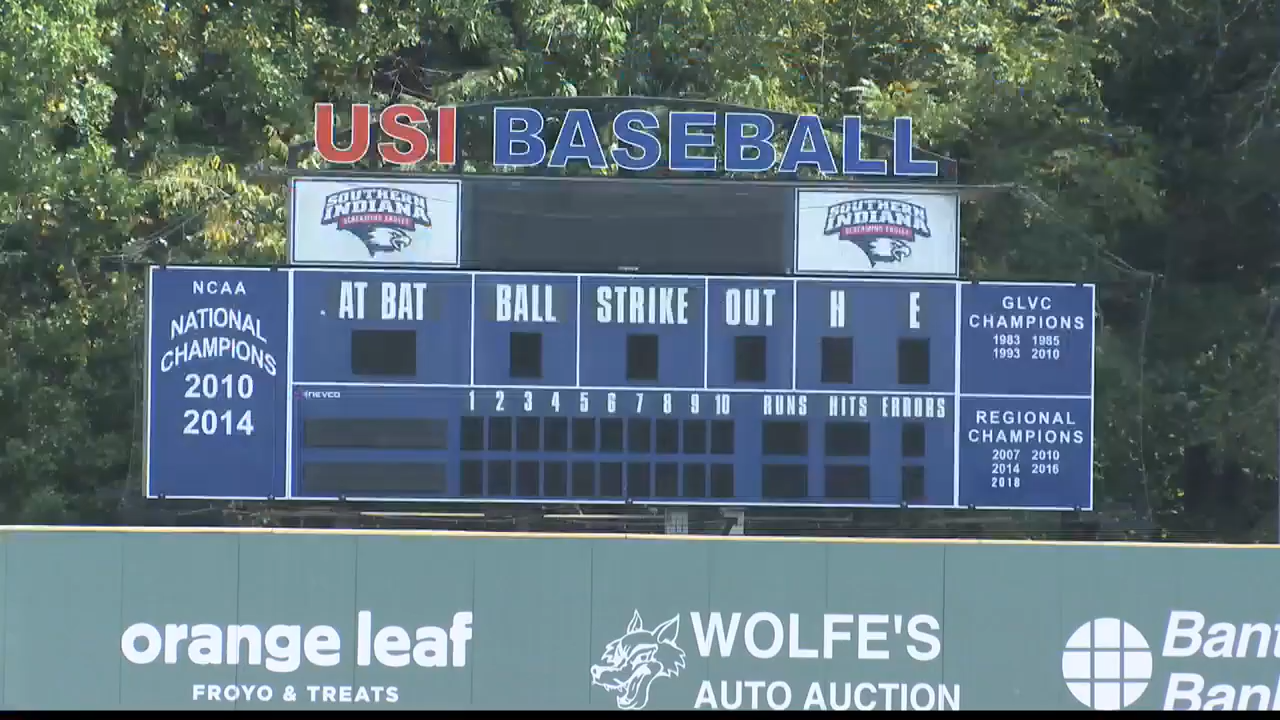 USI BASEBALL
SOUTHERN
INDIANA
SCREAMING EAGLES
SOUTHERN
INDIANA
SCREAMING EAGLES
NCAA
NATIONAL
CHAMPIONS
2010
2014
AT BAT BALL STRIKE OUT H E
GLVC
CHAMPIONS
1983 1985
1993 2010
NEVCO
1 2 3 4 5 6 7 8 9 10 RUNS HITS ERRORS
REGIONAL
CHAMPIONS
2007 2010
2014 2016
2018
orange leaf
FROYO & TREATS
WOLFE'S
AUTO AUCTION
Bant
Bank